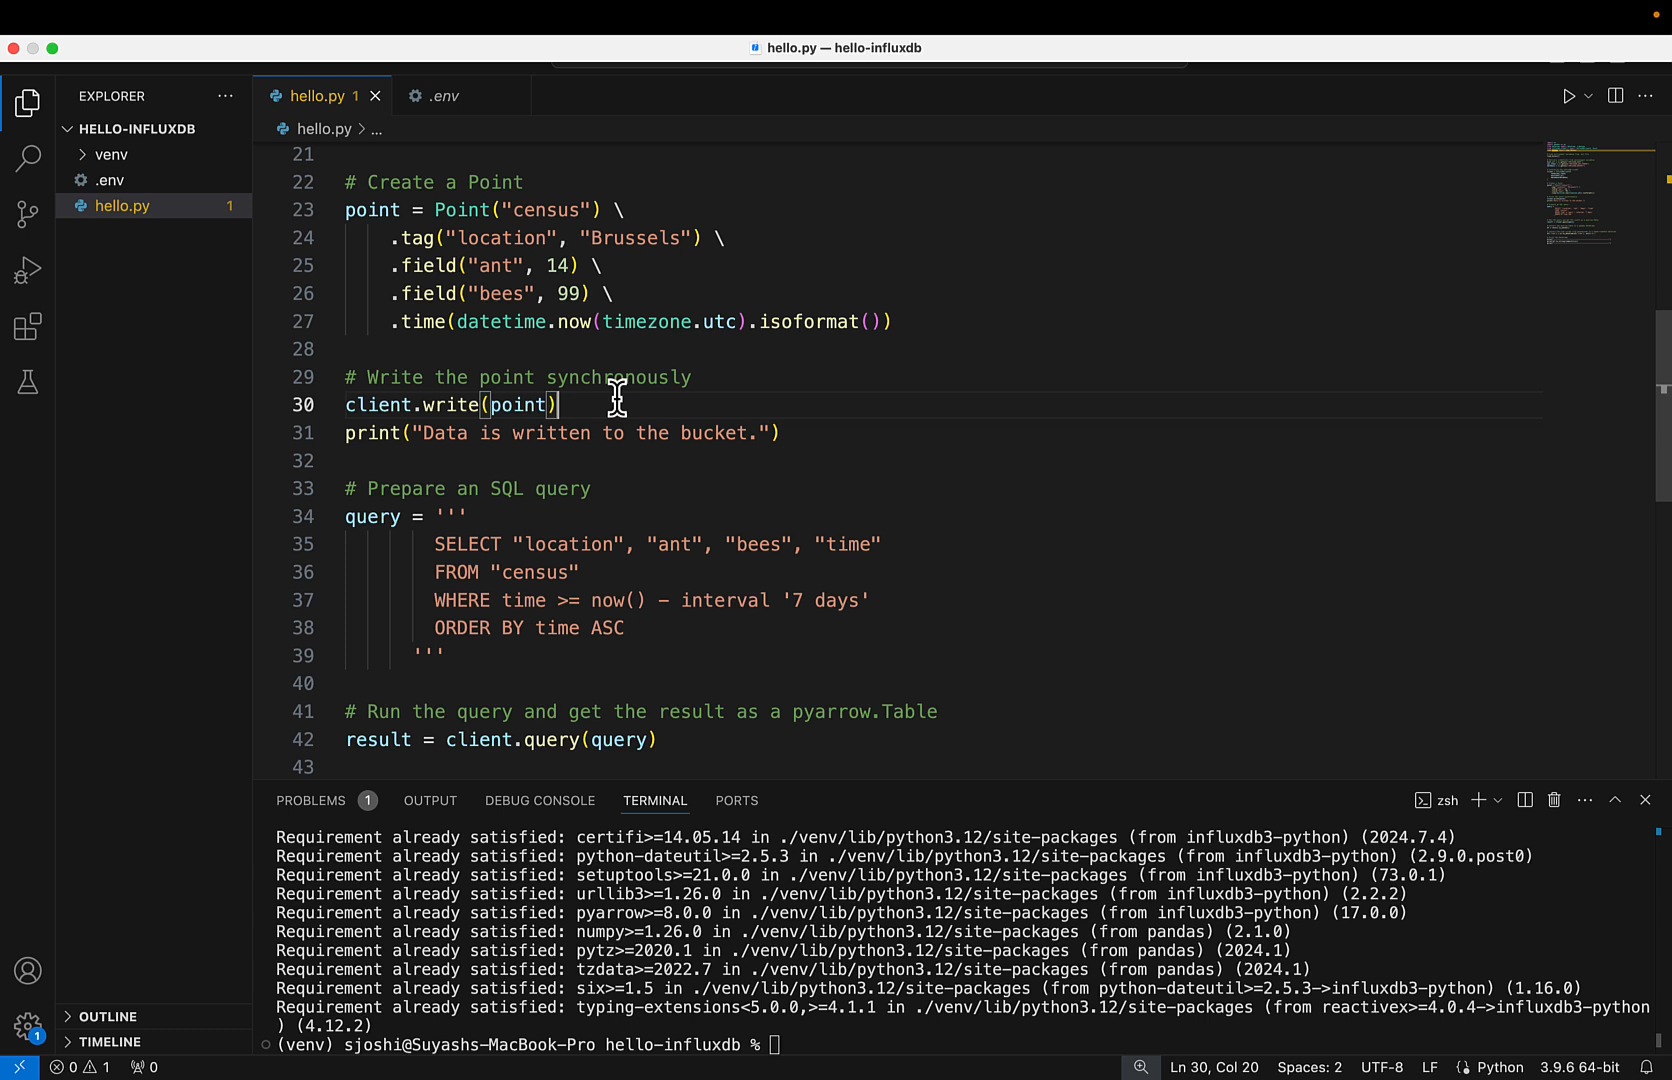 hello.py — hello-influxdb
EXPLORER
hello.py 1
.env
HELLO-INFLUXDB
hello.py > ...
venv
.env
hello.py 1
21
22 # Create a Point
23 point = Point("census") \
24 .tag("location", "Brussels") \
25 .field("ant", 14) \
26 .field("bees", 99) \
27 .time(datetime.now(timezone.utc).isoformat())
28
29 # Write the point synchronously
30 client.write(point)
31 print("Data is written to the bucket.")
32
33 # Prepare an SQL query
34 query = '''
35 SELECT "location", "ant", "bees", "time"
36 FROM "census"
37 WHERE time >= now() - interval '7 days'
38 ORDER BY time ASC
39 '''
40
41 # Run the query and get the result as a pyarrow.Table
42 result = client.query(query)
43
PROBLEMS 1 OUTPUT DEBUG CONSOLE TERMINAL PORTS zsh
Requirement already satisfied: certifi>=14.05.14 in ./venv/lib/python3.12/site-packages (from influxdb3-python) (2024.7.4)
Requirement already satisfied: python-dateutil>=2.5.3 in ./venv/lib/python3.12/site-packages (from influxdb3-python) (2.9.0.post0)
Requirement already satisfied: setuptools>=21.0.0 in ./venv/lib/python3.12/site-packages (from influxdb3-python) (73.0.1)
Requirement already satisfied: urllib3>=1.26.0 in ./venv/lib/python3.12/site-packages (from influxdb3-python) (2.2.2)
Requirement already satisfied: pyarrow>=8.0.0 in ./venv/lib/python3.12/site-packages (from influxdb3-python) (17.0.0)
Requirement already satisfied: numpy>=1.26.0 in ./venv/lib/python3.12/site-packages (from pandas) (2.1.0)
Requirement already satisfied: pytz>=2020.1 in ./venv/lib/python3.12/site-packages (from pandas) (2024.1)
Requirement already satisfied: tzdata>=2022.7 in ./venv/lib/python3.12/site-packages (from pandas) (2024.1)
Requirement already satisfied: six>=1.5 in ./venv/lib/python3.12/site-packages (from python-dateutil>=2.5.3->influxdb3-python) (1.16.0)
Requirement already satisfied: typing-extensions<5.0.0,>=4.1.1 in ./venv/lib/python3.12/site-packages (from reactivex>=4.0.4->influxdb3-python
) (4.12.2)
(venv) sjoshi@Suyashs-MacBook-Pro hello-influxdb %
OUTLINE
TIMELINE
1
0 1 0 Ln 30, Col 20 Spaces: 2 UTF-8 LF Python 3.9.6 64-bit